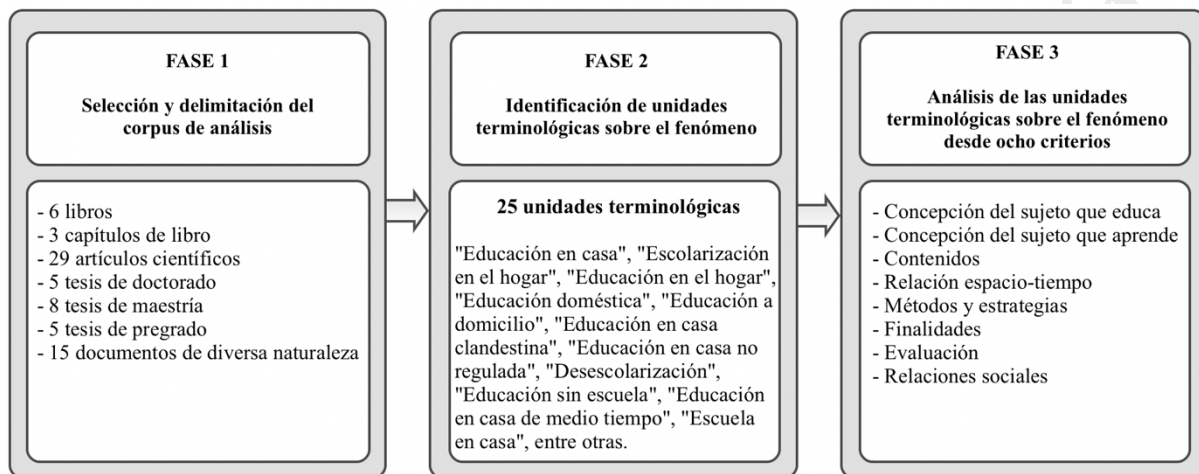 FASE 1
Selección y delimitación del
corpus de análisis
- 6 libros
- 3 capítulos de libro
- 29 artículos científicos
- 5 tesis de doctorado
- 8 tesis de maestría
- 5 tesis de pregrado
- 15 documentos de diversa naturaleza
FASE 2
Identificación de unidades
terminológicas sobre el fenómeno
25 unidades terminológicas
"Educación en casa", "Escolarización
en el hogar", "Educación en el hogar",
"Educación doméstica", "Educación a
domicilio", "Educación en casa
clandestina", "Educación en casa no
regulada", "Desescolarización",
"Educación sin escuela", "Educación
en casa de medio tiempo", "Escuela
en casa", entre otras.
FASE 3
Análisis de las unidades
terminológicas sobre el fenómeno
desde ocho criterios
- Concepción del sujeto que educa
- Concepción del sujeto que aprende
- Contenidos
- Relación espacio-tiempo
- Métodos y estrategias
- Finalidades
- Evaluación
- Relaciones sociales